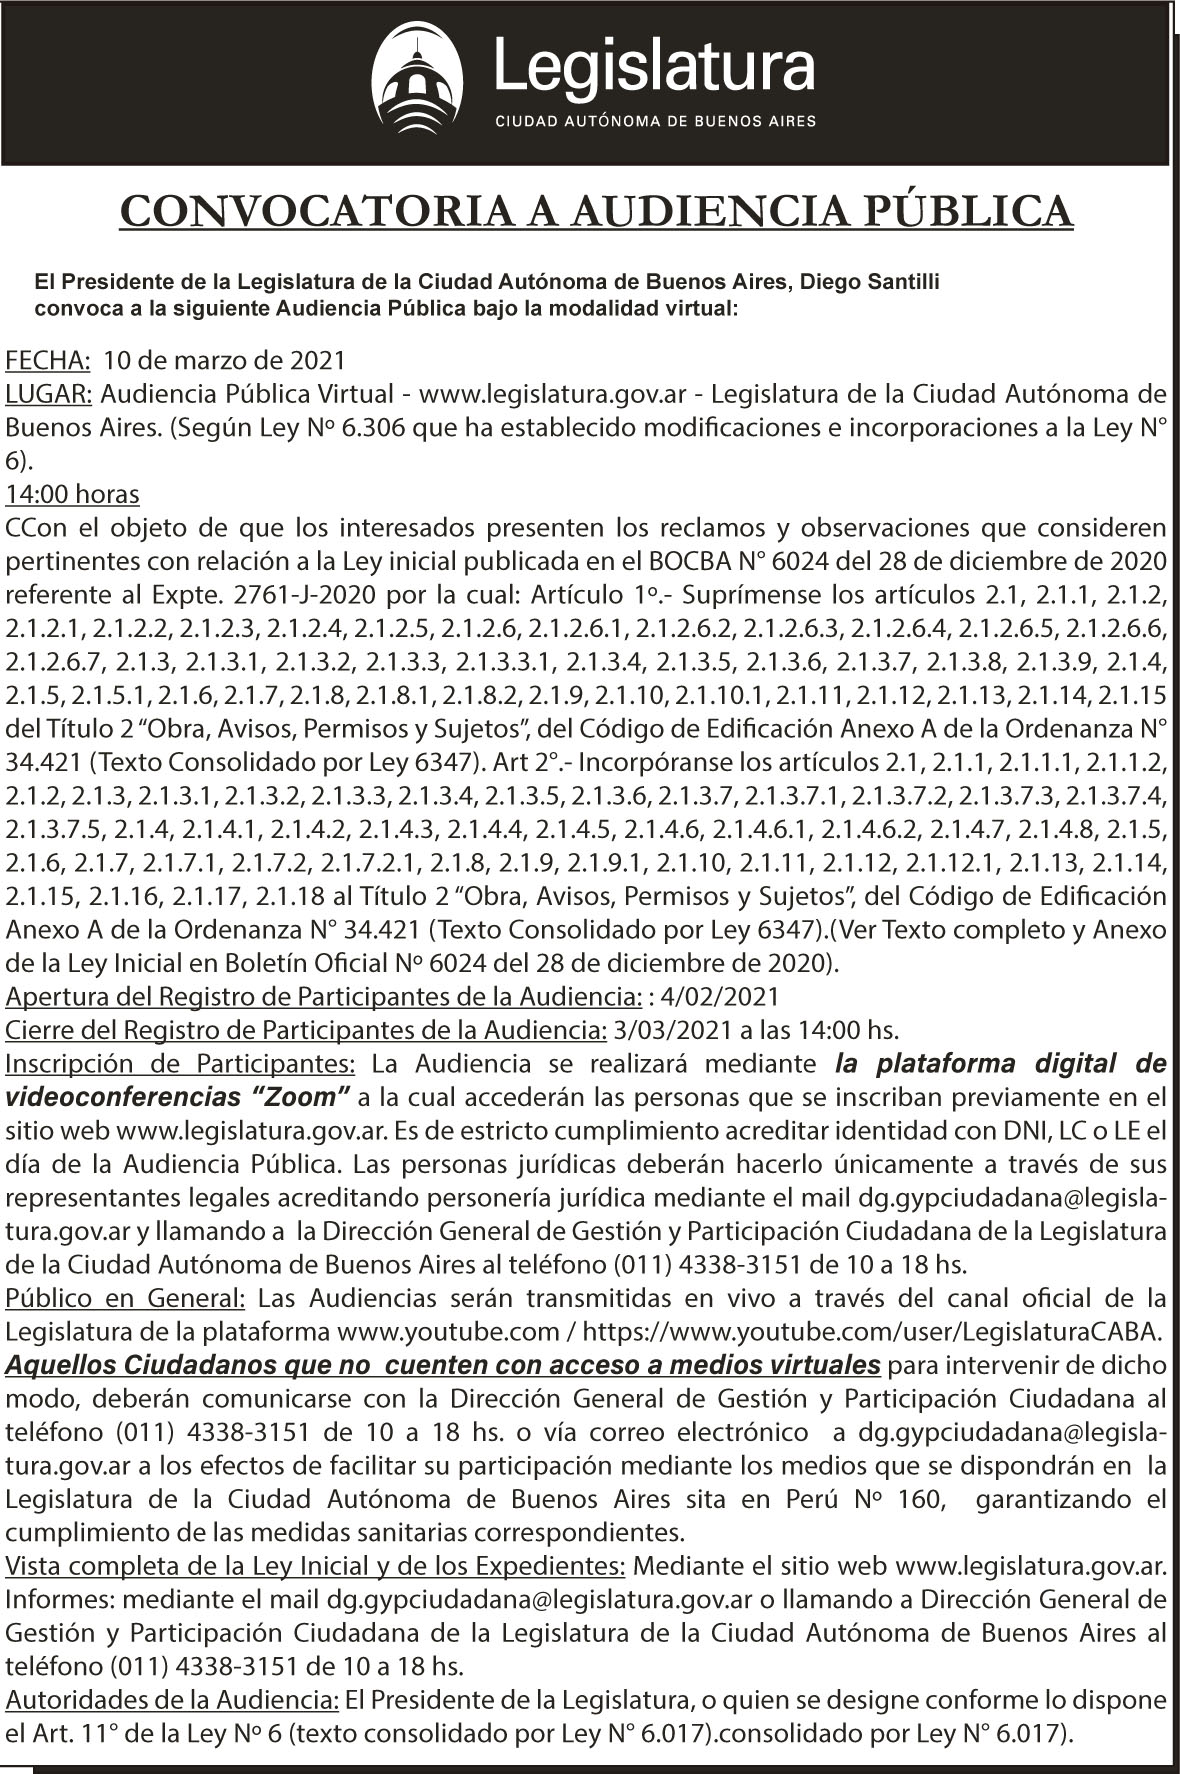 Legislatura
CIUDAD AUTÓNOMA DE BUENOS AIRES
CONVOCATORIA A AUDIENCIA PÚBLICA
El Presidente de la Legislatura de la Ciudad Autónoma de Buenos Aires, Diego Santilli
convoca a la siguiente Audiencia Pública bajo la modalidad virtual:
FECHA: 10 de marzo de 2021
LUGAR: Audiencia Pública Virtual - www.legislatura.gov.ar - Legislatura de la Ciudad Autónoma de
Buenos Aires. (Según Ley Nº 6.306 que ha establecido modificaciones e incorporaciones a la Ley N°
6).
14:00 horas
CCon el objeto de que los interesados presenten los reclamos y observaciones que consideren
pertinentes con relación a la Ley inicial publicada en el BOCBA N° 6024 del 28 de diciembre de 2020
referente al Expte. 2761-J-2020 por la cual: Artículo 1º.- Suprímense los artículos 2.1, 2.1.1, 2.1.2,
2.1.2.1, 2.1.2.2, 2.1.2.3, 2.1.2.4, 2.1.2.5, 2.1.2.6, 2.1.2.6.1, 2.1.2.6.2, 2.1.2.6.3, 2.1.2.6.4, 2.1.2.6.5, 2.1.2.6.6,
2.1.2.6.7, 2.1.3, 2.1.3.1, 2.1.3.2, 2.1.3.3, 2.1.3.3.1, 2.1.3.4, 2.1.3.5, 2.1.3.6, 2.1.3.7, 2.1.3.8, 2.1.3.9, 2.1.4,
2.1.5, 2.1.5.1, 2.1.6, 2.1.7, 2.1.8, 2.1.8.1, 2.1.8.2, 2.1.9, 2.1.10, 2.1.10.1, 2.1.11, 2.1.12, 2.1.13, 2.1.14, 2.1.15
del Título 2 “Obra, Avisos, Permisos y Sujetos”, del Código de Edificación Anexo A de la Ordenanza N°
34.421 (Texto Consolidado por Ley 6347). Art 2°.- Incorpóranse los artículos 2.1, 2.1.1, 2.1.1.1, 2.1.1.2,
2.1.2, 2.1.3, 2.1.3.1, 2.1.3.2, 2.1.3.3, 2.1.3.4, 2.1.3.5, 2.1.3.6, 2.1.3.7, 2.1.3.7.1, 2.1.3.7.2, 2.1.3.7.3, 2.1.3.7.4,
2.1.3.7.5, 2.1.4, 2.1.4.1, 2.1.4.2, 2.1.4.3, 2.1.4.4, 2.1.4.5, 2.1.4.6, 2.1.4.6.1, 2.1.4.6.2, 2.1.4.7, 2.1.4.8, 2.1.5,
2.1.6, 2.1.7, 2.1.7.1, 2.1.7.2, 2.1.7.2.1, 2.1.8, 2.1.9, 2.1.9.1, 2.1.10, 2.1.11, 2.1.12, 2.1.12.1, 2.1.13, 2.1.14,
2.1.15, 2.1.16, 2.1.17, 2.1.18 al Título 2 “Obra, Avisos, Permisos y Sujetos”, del Código de Edificación
Anexo A de la Ordenanza N° 34.421 (Texto Consolidado por Ley 6347).(Ver Texto completo y Anexo
de la Ley Inicial en Boletín Oficial Nº 6024 del 28 de diciembre de 2020).
Apertura del Registro de Participantes de la Audiencia: : 4/02/2021
Cierre del Registro de Participantes de la Audiencia: 3/03/2021 a las 14:00 hs.
Inscripción de Participantes: La Audiencia se realizará mediante la plataforma digital de
videoconferencias “Zoom” a la cual accederán las personas que se inscriban previamente en el
sitio web www.legislatura.gov.ar. Es de estricto cumplimiento acreditar identidad con DNI, LC o LE el
día de la Audiencia Pública. Las personas jurídicas deberán hacerlo únicamente a través de sus
representantes legales acreditando personería jurídica mediante el mail dg.gypciudadana@legisla-
tura.gov.ar y llamando a la Dirección General de Gestión y Participación Ciudadana de la Legislatura
de la Ciudad Autónoma de Buenos Aires al teléfono (011) 4338-3151 de 10 a 18 hs.
Público en General: Las Audiencias serán transmitidas en vivo a través del canal oficial de la
Legislatura de la plataforma www.youtube.com / https://www.youtube.com/user/LegislaturaCABA.
Aquellos Ciudadanos que no cuenten con acceso a medios virtuales para intervenir de dicho
modo, deberán comunicarse con la Dirección General de Gestión y Participación Ciudadana al
teléfono (011) 4338-3151 de 10 a 18 hs. o vía correo electrónico a dg.gypciudadana@legisla-
tura.gov.ar a los efectos de facilitar su participación mediante los medios que se dispondrán en la
Legislatura de la Ciudad Autónoma de Buenos Aires sita en Perú Nº 160, garantizando el
cumplimiento de las medidas sanitarias correspondientes.
Vista completa de la Ley Inicial y de los Expedientes: Mediante el sitio web www.legislatura.gov.ar.
Informes: mediante el mail dg.gypciudadana@legislatura.gov.ar o llamando a Dirección General de
Gestión y Participación Ciudadana de la Legislatura de la Ciudad Autónoma de Buenos Aires al
teléfono (011) 4338-3151 de 10 a 18 hs.
Autoridades de la Audiencia: El Presidente de la Legislatura, o quien se designe conforme lo dispone
el Art. 11° de la Ley Nº 6 (texto consolidado por Ley N° 6.017).consolidado por Ley N° 6.017).